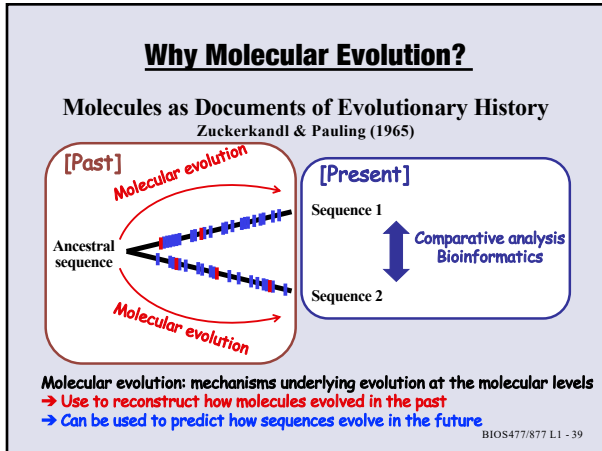 Why Molecular Evolution?
Molecules as Documents of Evolutionary History
Zuckerkandl & Pauling (1965)
[Past]
Molecular evolution
Ancestral
sequence
Molecular evolution
[Present]
Sequence 1
Comparative analysis
Bioinformatics
Sequence 2
Molecular evolution: mechanisms underlying evolution at the molecular levels
➔ Use to reconstruct how molecules evolved in the past
➔ Can be used to predict how sequences evolve in the future
BIOS477/877 L1 - 39